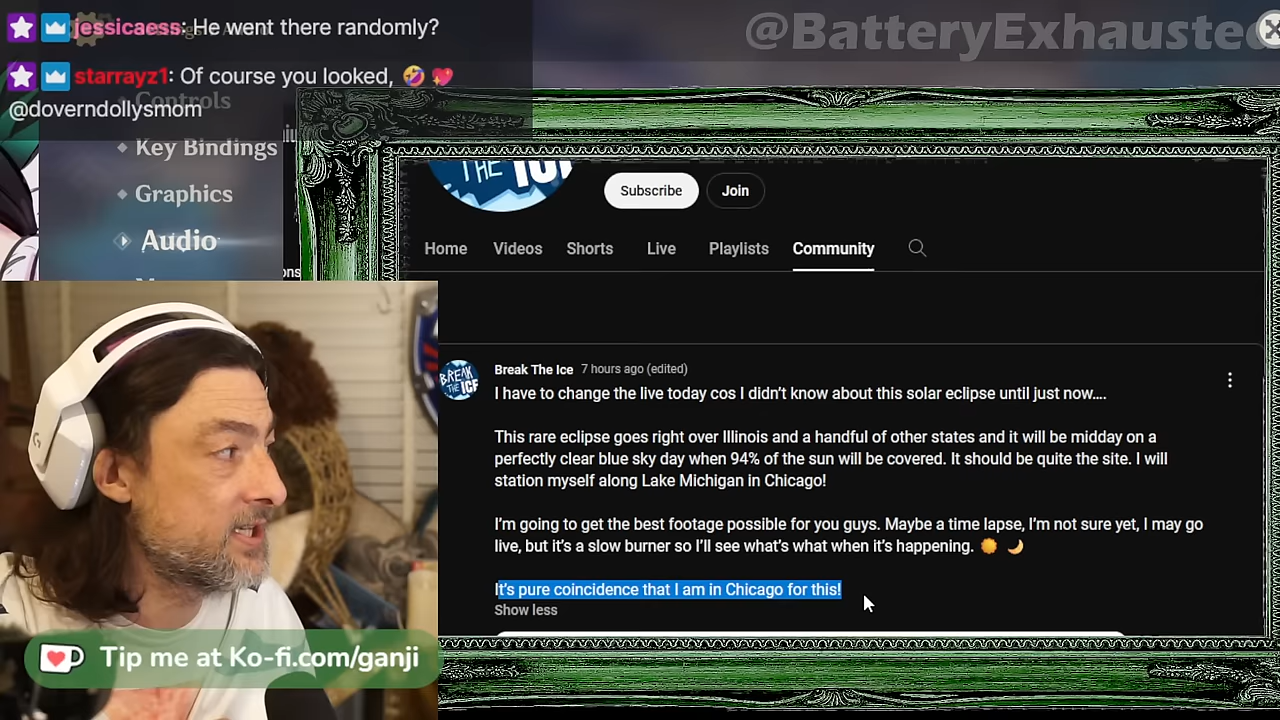 jessicaess: He went there randomly?
starrayz1: Of course you looked, 🤣 💖
@doverndollysmom
@BatteryExhausted
Controls
Key Bindings
Graphics
Audio
THE ICE
Subscribe
Join
Home Videos Shorts Live Playlists Community
BREAK THE ICE
Break The Ice 7 hours ago (edited)
I have to change the live today cos I didn't know about this solar eclipse until just now....
This rare eclipse goes right over Illinois and a handful of other states and it will be midday on a
perfectly clear blue sky day when 94% of the sun will be covered. It should be quite the site. I will
station myself along Lake Michigan in Chicago!
I'm going to get the best footage possible for you guys. Maybe a time lapse, I'm not sure yet, I may go
live, but it's a slow burner so I'll see what's what when it's happening. 🌞 🌙
It's pure coincidence that I am in Chicago for this!
Show less
Tip me at Ko-fi.com/ganji